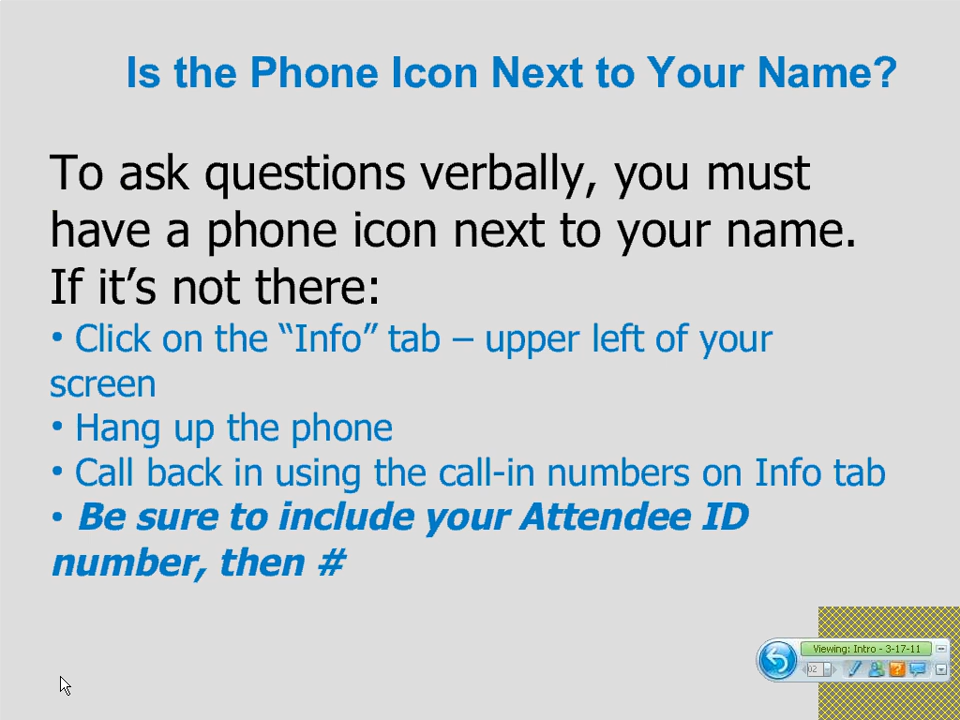 Is the Phone Icon Next to Your Name?
To ask questions verbally, you must
have a phone icon next to your name.
If it’s not there:
• Click on the “Info” tab – upper left of your
screen
• Hang up the phone
• Call back in using the call-in numbers on Info tab
• Be sure to include your Attendee ID
number, then #
Viewing: Intro - 3-17-11
02